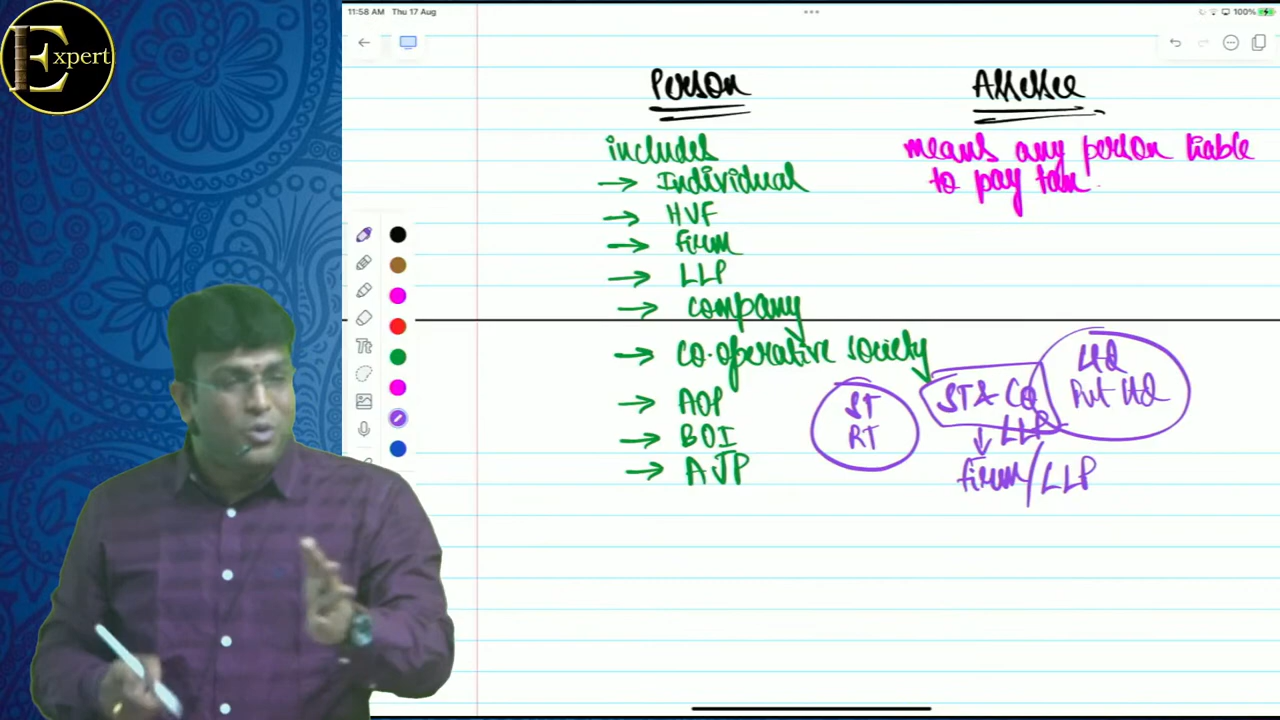 Expert
11:58 AM Thu 17 Aug
100%
Person
Assessee
includes
→ Individual
→ HUF
→ firm
→ LLP
→ company
→ co.operative society
→ AOP
→ BOI
→ AJP
means any person liable
to pay tax.
ST
RT
ST & Co
LLP
firm/LLP
Ltd
Pvt Ltd
Tt